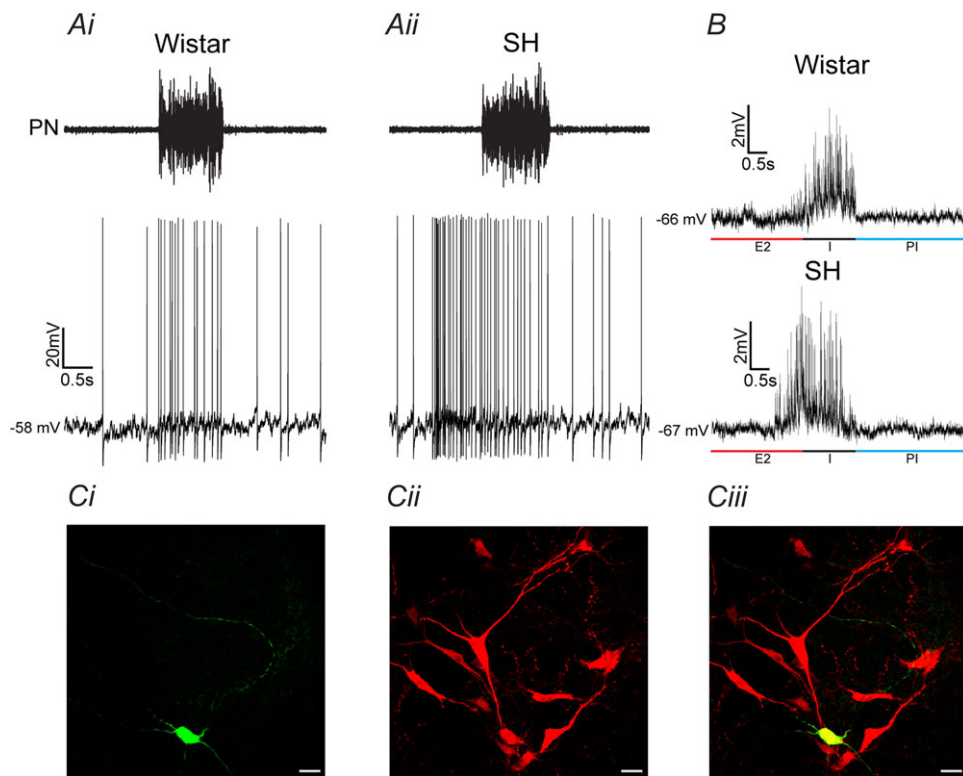 Ai
Wistar
PN
20mV
0.5s
-58 mV
Aii
SH
B
Wistar
2mV
0.5s
-66 mV
E2 I PI
SH
2mV
0.5s
-67 mV
E2 I PI
Ci
Cii
Ciii